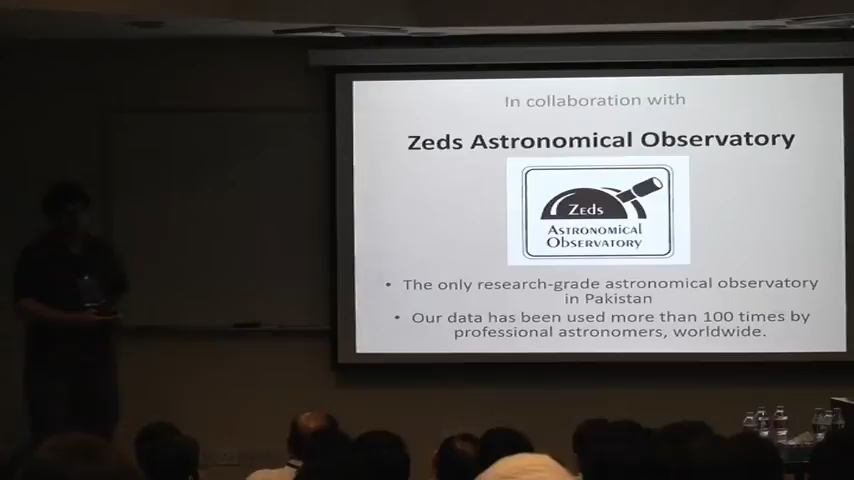 In collaboration with
Zeds Astronomical Observatory
Zeds
Astronomical
Observatory
• The only research-grade astronomical observatory
in Pakistan
• Our data has been used more than 100 times by
professional astronomers, worldwide.